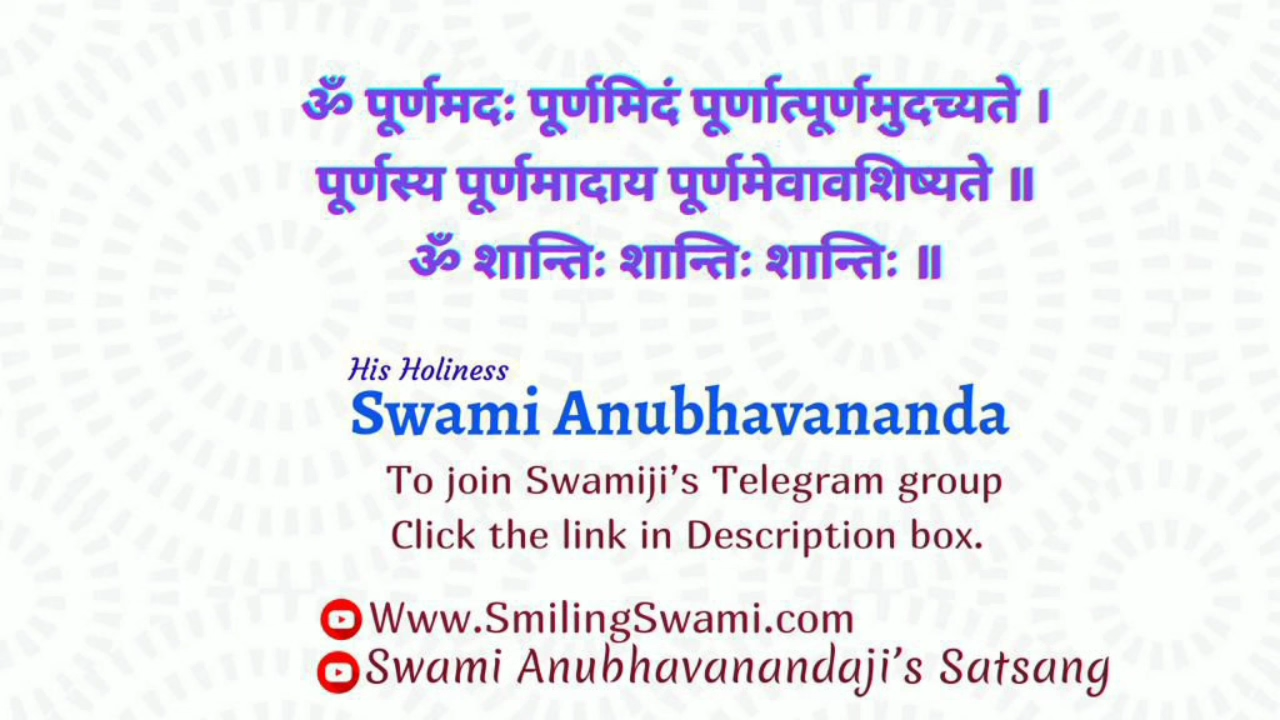 ॐ पूर्णमदः पूर्णमिदं पूर्णात्पूर्णमुदच्यते ।
पूर्णस्य पूर्णमादाय पूर्णमेवावशिष्यते ॥
ॐ शान्तिः शान्तिः शान्तिः ॥
His Holiness
Swami Anubhavananda
To join Swamiji's Telegram group
Click the link in Description box.
Www.SmilingSwami.com
Swami Anubhavanandaji's Satsang